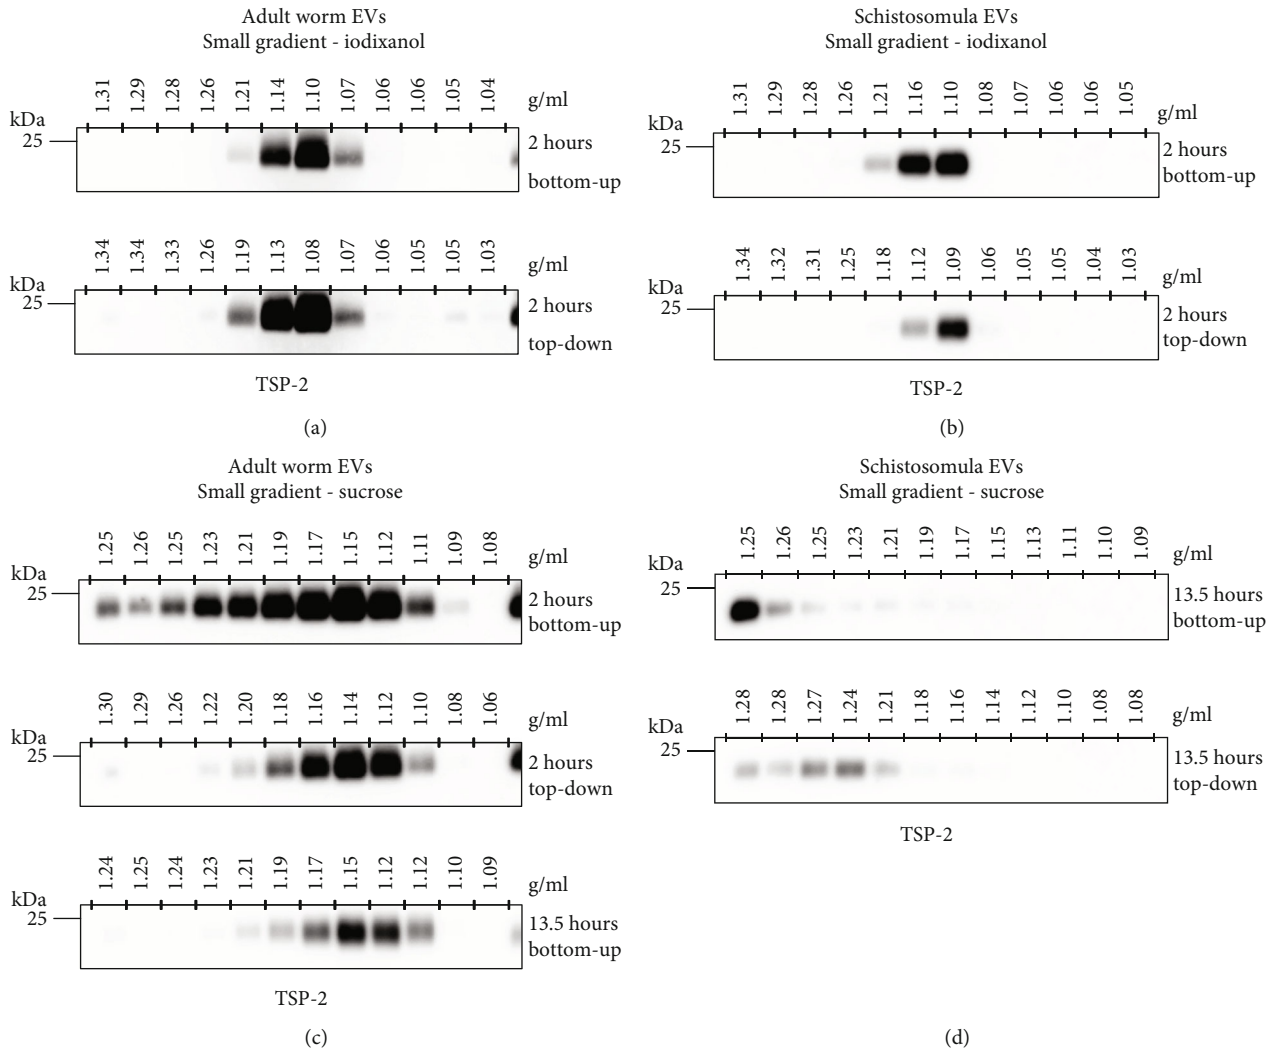 Adult worm EVs
Small gradient - iodixanol
1.31 1.29 1.28 1.26 1.21 1.14 1.10 1.07 1.06 1.06 1.05 1.04 g/ml
kDa
25
2 hours
bottom-up
1.34 1.34 1.33 1.26 1.19 1.13 1.08 1.07 1.06 1.05 1.05 1.03 g/ml
kDa
25
2 hours
top-down
TSP-2
(a)
Schistosomula EVs
Small gradient - iodixanol
1.31 1.29 1.28 1.26 1.21 1.16 1.10 1.08 1.07 1.06 1.06 1.05 g/ml
kDa
25
2 hours
bottom-up
1.34 1.32 1.31 1.25 1.18 1.12 1.09 1.06 1.05 1.05 1.04 1.03 g/ml
kDa
25
2 hours
top-down
TSP-2
(b)
Adult worm EVs
Small gradient - sucrose
1.25 1.26 1.25 1.23 1.21 1.19 1.17 1.15 1.12 1.11 1.09 1.08 g/ml
kDa
25
2 hours
bottom-up
1.30 1.29 1.26 1.22 1.20 1.18 1.16 1.14 1.12 1.10 1.08 1.06 g/ml
kDa
25
2 hours
top-down
1.24 1.25 1.24 1.23 1.21 1.19 1.17 1.15 1.12 1.12 1.10 1.09 g/ml
kDa
25
13.5 hours
bottom-up
TSP-2
(c)
Schistosomula EVs
Small gradient - sucrose
1.25 1.26 1.25 1.23 1.21 1.19 1.17 1.15 1.13 1.11 1.10 1.09 g/ml
kDa
25
13.5 hours
bottom-up
1.28 1.28 1.27 1.24 1.21 1.18 1.16 1.14 1.12 1.10 1.08 1.08 g/ml
kDa
25
13.5 hours
top-down
TSP-2
(d)